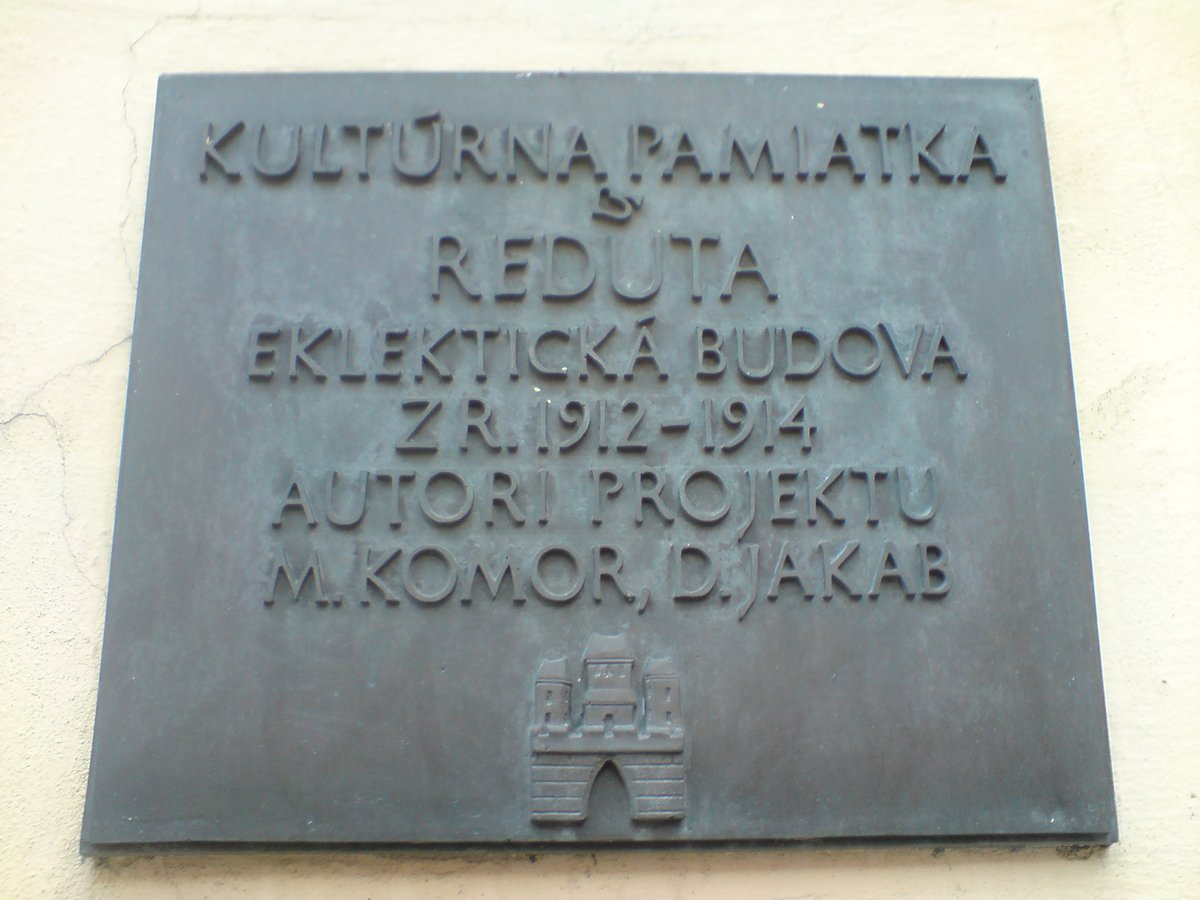 KULTÚRNA PAMIATKA
REDUTA
EKLEKTICKÁ BUDOVA
Z R. 1912-1914
AUTORI PROJEKTU
M. KOMOR, D. JAKAB